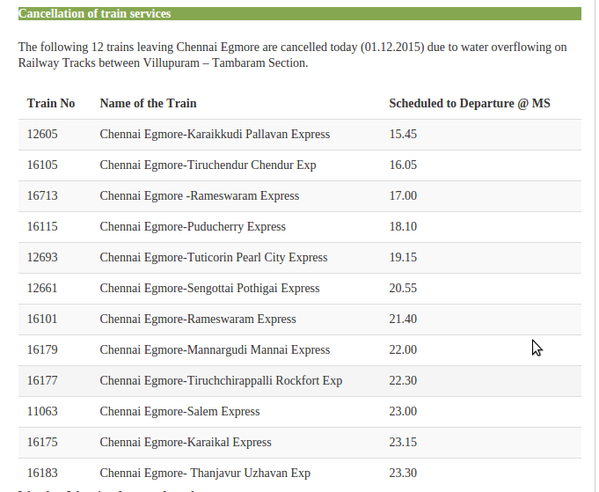 Cancellation of train services
The following 12 trains leaving Chennai Egmore are cancelled today (01.12.2015) due to water overflowing on
Railway Tracks between Villupuram – Tambaram Section.
Train No Name of the Train Scheduled to Departure @ MS
12605 Chennai Egmore-Karaikkudi Pallavan Express 15.45
16105 Chennai Egmore-Tiruchendur Chendur Exp 16.05
16713 Chennai Egmore -Rameswaram Express 17.00
16115 Chennai Egmore-Puducherry Express 18.10
12693 Chennai Egmore-Tuticorin Pearl City Express 19.15
12661 Chennai Egmore-Sengottai Pothigai Express 20.55
16101 Chennai Egmore-Rameswaram Express 21.40
16179 Chennai Egmore-Mannargudi Mannai Express 22.00
16177 Chennai Egmore-Tiruchchirappalli Rockfort Exp 22.30
11063 Chennai Egmore-Salem Express 23.00
16175 Chennai Egmore-Karaikal Express 23.15
16183 Chennai Egmore- Thanjavur Uzhavan Exp 23.30